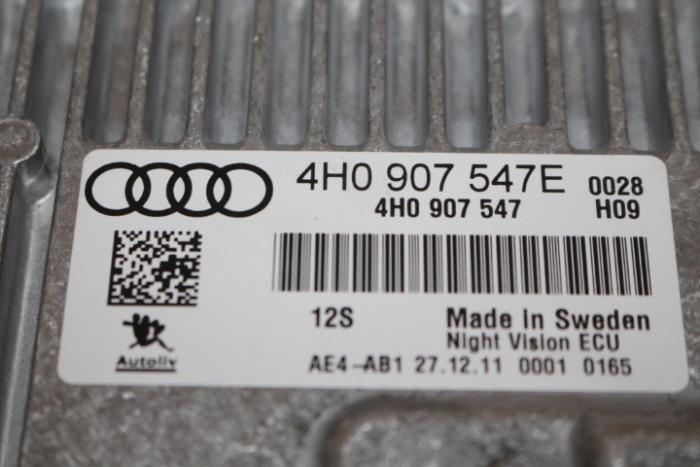 4H0 907 547E 0028
4H0 907 547 H09
12S Made in Sweden
Night Vision ECU
Autoliv
AE4-AB1 27.12.11 0001 0165